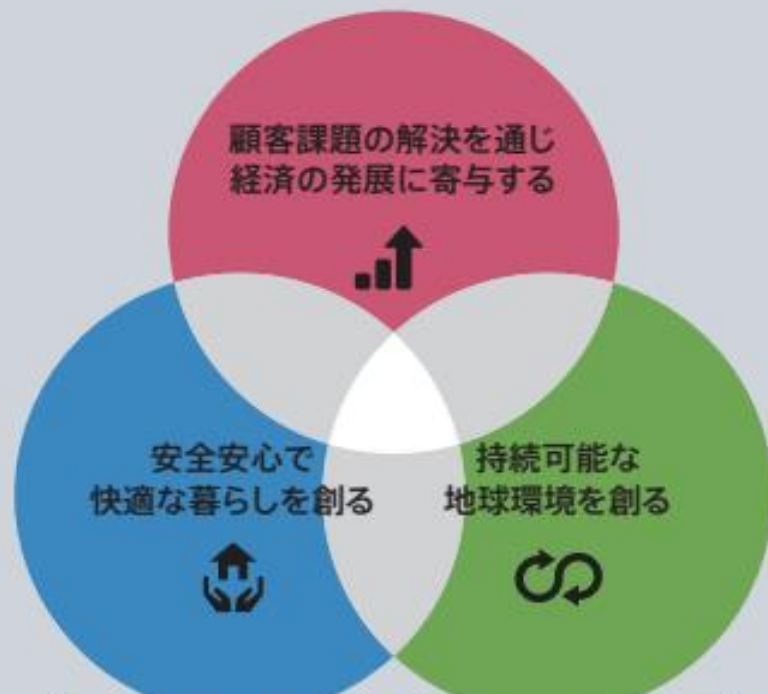 顧客課題の解決を通じ
経済の発展に寄与する
安全安心で
快適な暮らしを創る
持続可能な
地球環境を創る